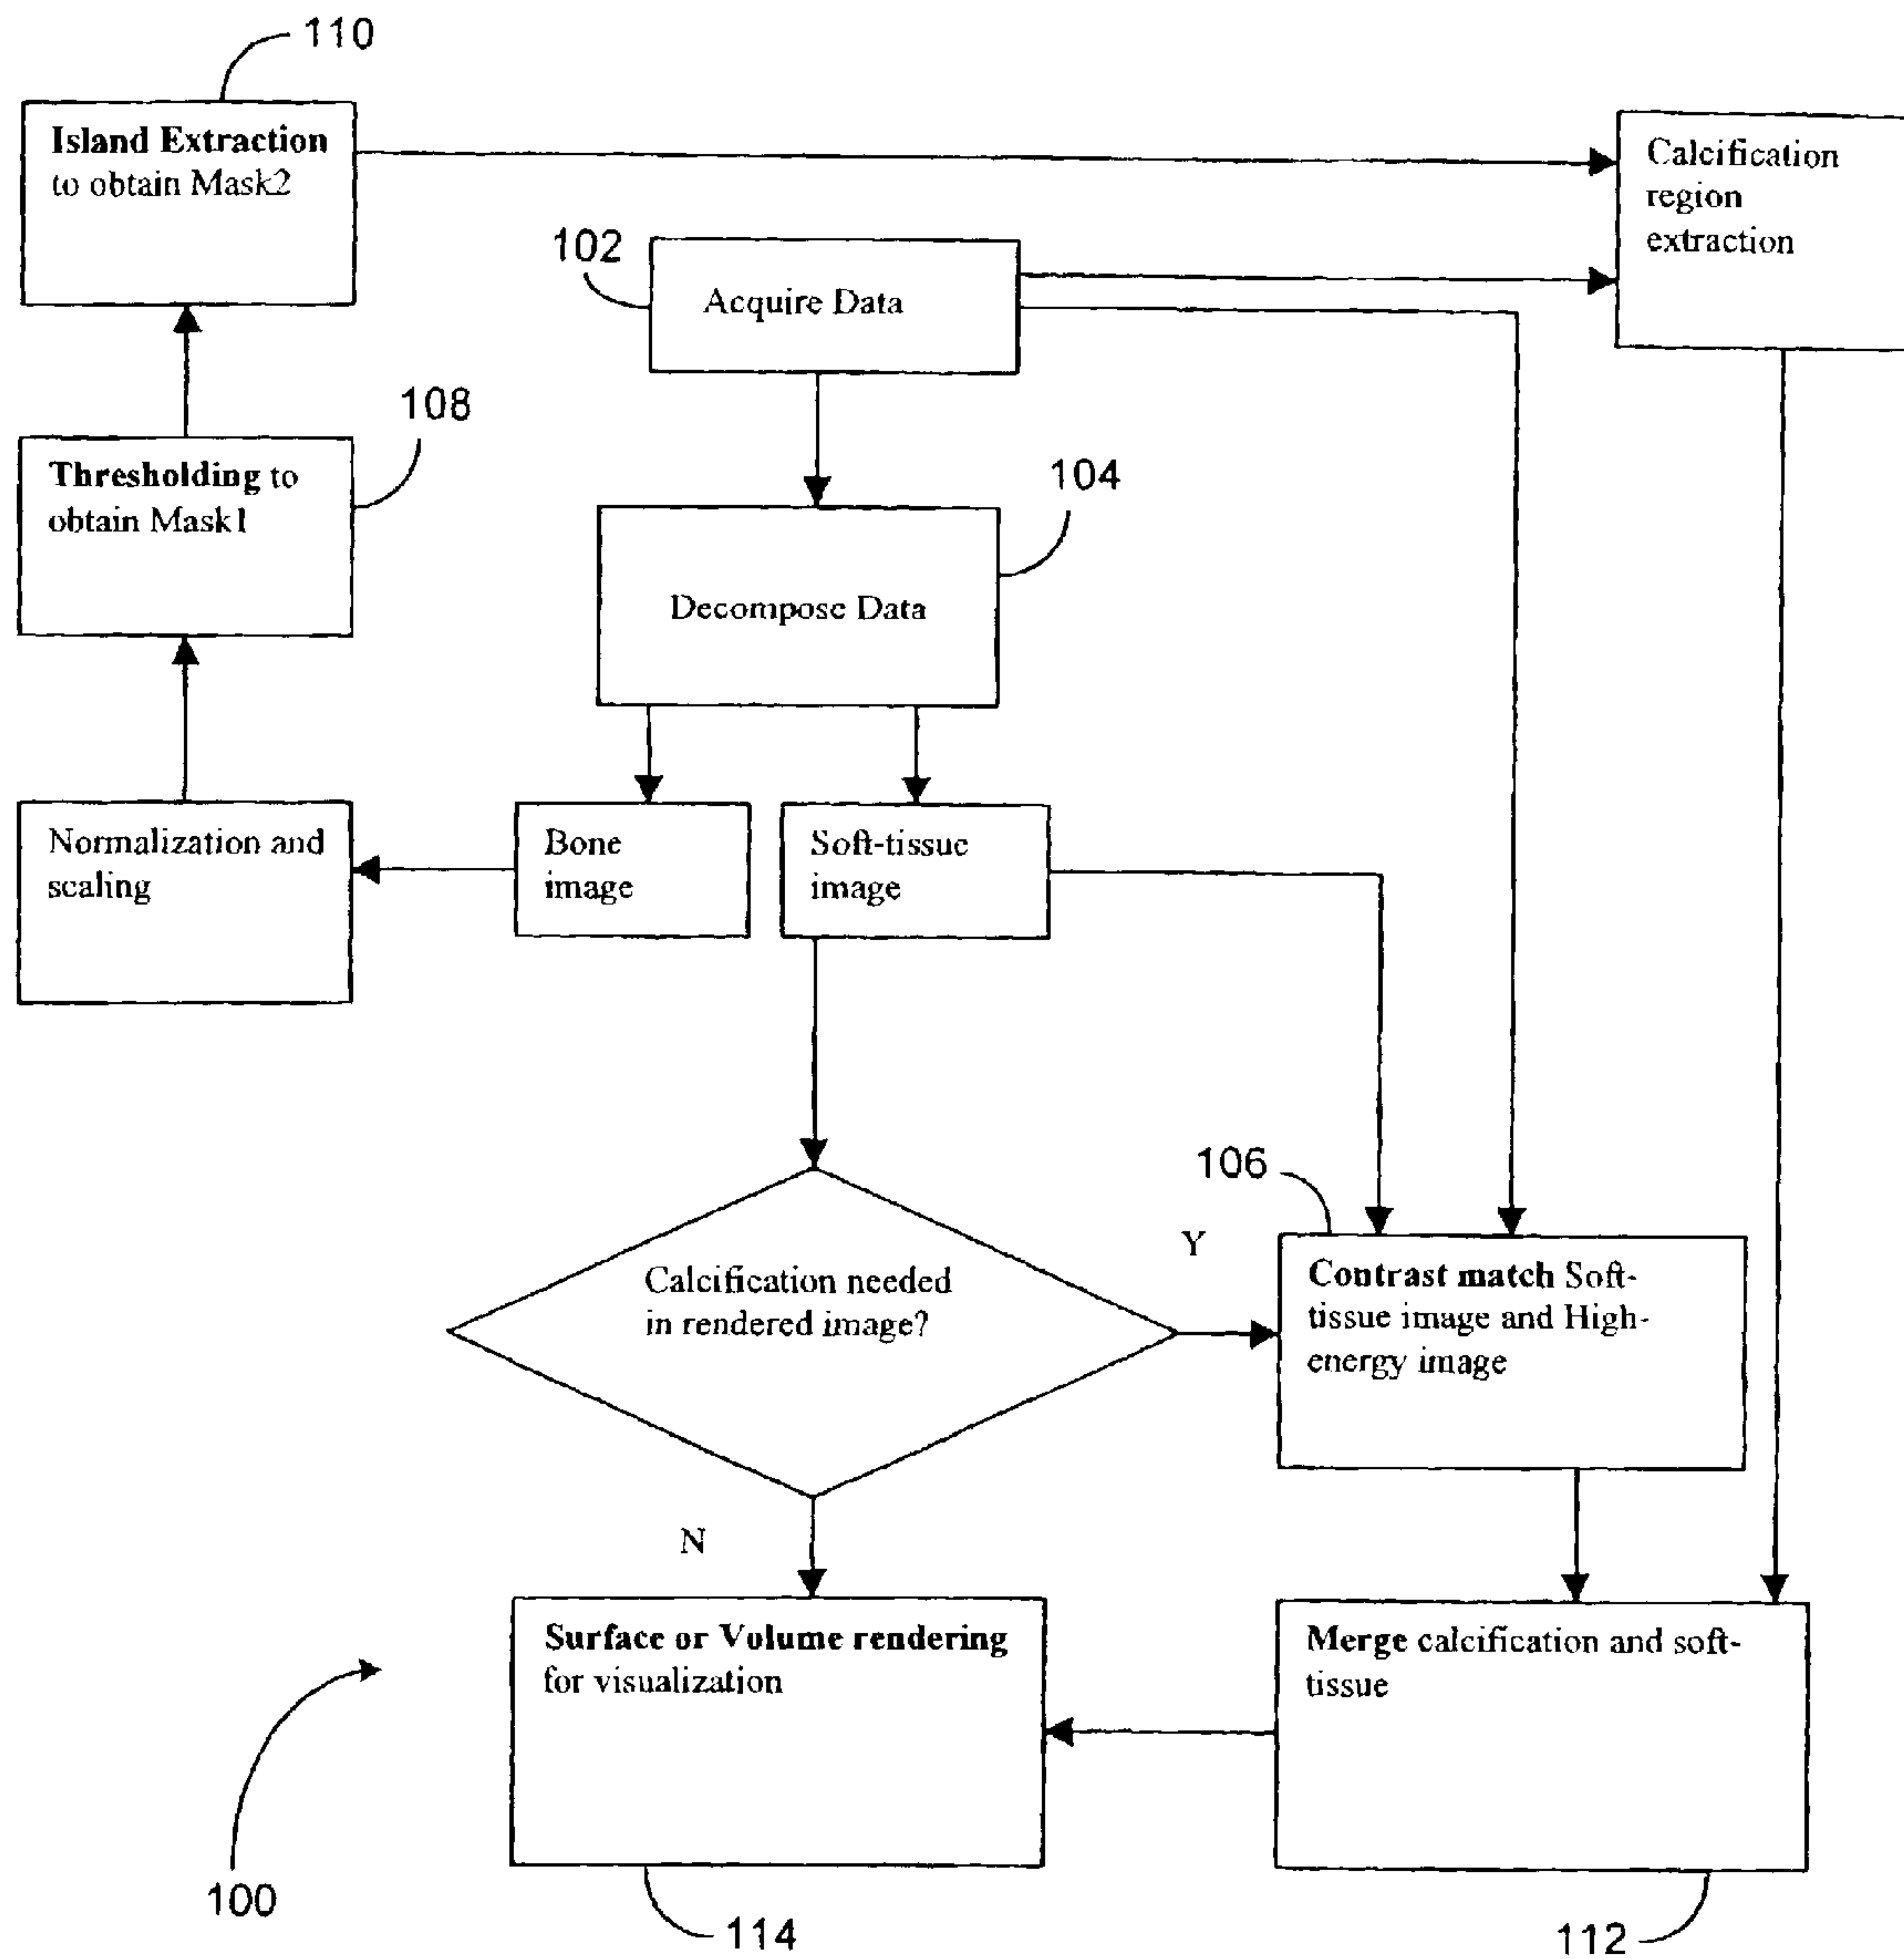 110
Island Extraction
to obtain Mask2
Calcification
region
extraction
102
Acquire Data
108
Thresholding to
obtain Mask1
104
Decompose Data
Normalization and
scaling
Bone
image
Soft-tissue
image
106
Y
Calcification needed
in rendered image?
Contrast match Soft-
tissue image and High-
energy image
N
Surface or Volume rendering
for visualization
Merge calcification and soft-
tissue
100
114
112